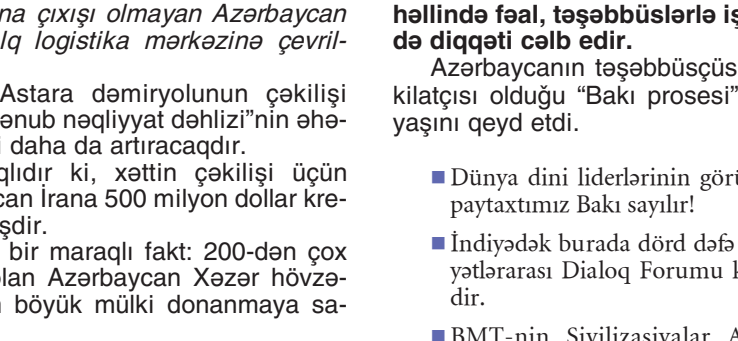 na çıxışı olmayan Azərbaycan
lq logistika mərkəzinə çevril-
Astara dəmiryolunun çəkilişi
ənub nəqliyyat dəhlizi”nin əhə-
i daha da artıracaqdır.
qlıdır ki, xəttin çəkilişi üçün
can İrana 500 milyon dollar kre-
şdir.
bir maraqlı fakt: 200-dən çox
olan Azərbaycan Xəzər hövzə-
böyük mülki donanmaya sa-
həllində fəal, təşəbbüslərlə iş
də diqqəti cəlb edir.
Azərbaycanın təşəbbüsçüs
kilatçısı olduğu “Bakı prosesi”
yaşını qeyd etdi.
■ Dünya dini liderlərinin görü
paytaxtımız Bakı sayılır!
■ İndiyədək burada dörd dəfə
yətlərarası Dialoq Forumu k
dir.
■ BMT-nin Sivilizasiyalar A